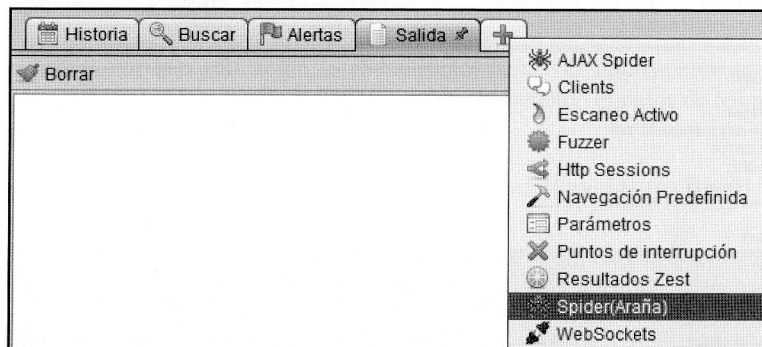 Historia Buscar Alertas Salida
Borrar
AJAX Spider
Clients
Escaneo Activo
Fuzzer
Http Sessions
Navegación Predefinida
Parámetros
Puntos de interrupción
Resultados Zest
Spider(Araña)
WebSockets